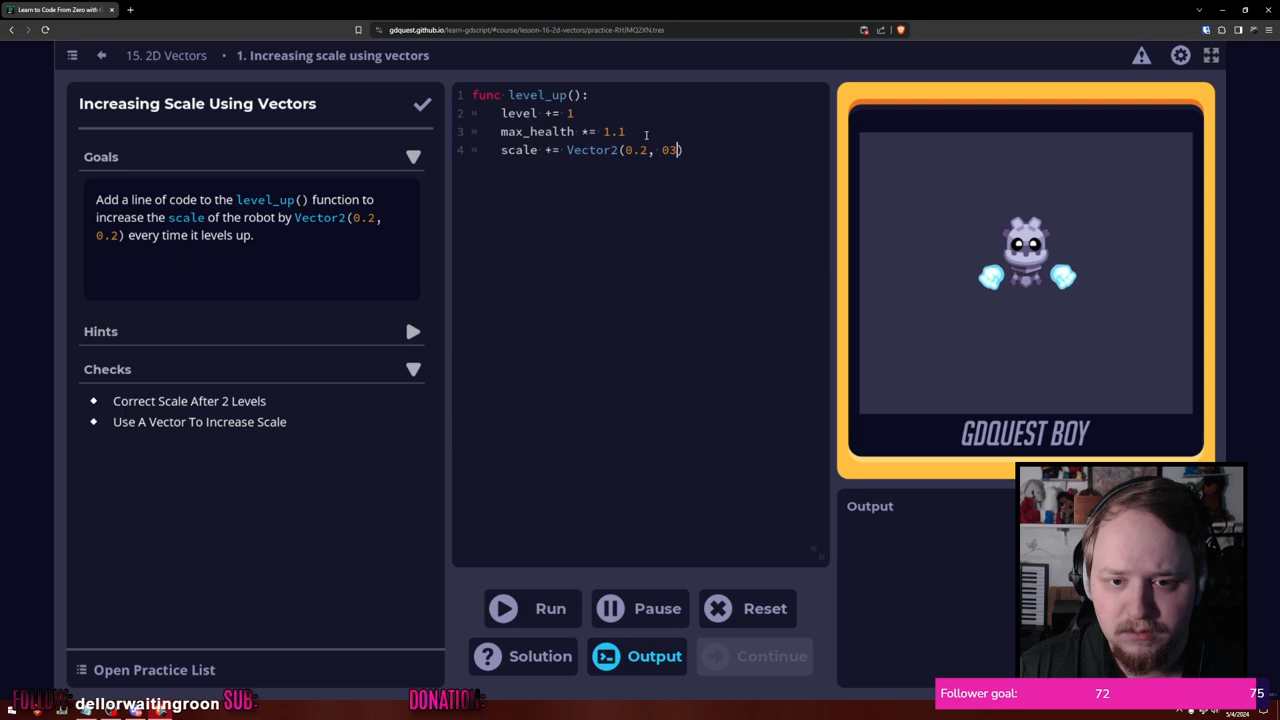 Learn to Code From Zero with
gdquest.github.io/learn-gdscript/#course/lesson-16-2d-vectors/practice-RHJMQ2XN.tres
15. 2D Vectors • 1. Increasing scale using vectors
Increasing Scale Using Vectors
Goals
Add a line of code to the level_up() function to
increase the scale of the robot by Vector2(0.2,
0.2) every time it levels up.
Hints
Checks
Correct Scale After 2 Levels
Use A Vector To Increase Scale
Open Practice List
1 func level_up():
2 level += 1
3 max_health *= 1.1
4 scale += Vector2(0.2, 03)
Run
Pause
Reset
Solution
Output
Continue
GDQUEST BOY
Output
FOLLOW: dellorwaitingroon SUB: DONATION:
Follower goal: 72 75
5/4/2024